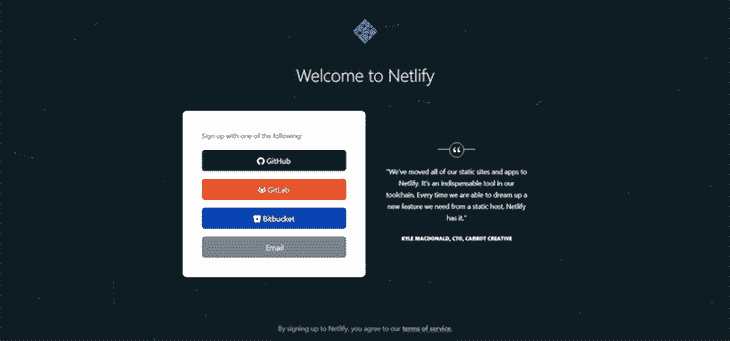 Welcome to Netlify
Sign up with one of the following:
GitHub
GitLab
Bitbucket
Email
"We've moved all of our static sites and apps to
Netlify. It's an indispensable tool in our
toolchain. Every time we are able to dream up a
new feature we need from a static host, Netlify
has it."
KYLE MACDONALD, CTO, CARROT CREATIVE
By signing up to Netlify, you agree to our terms of service.